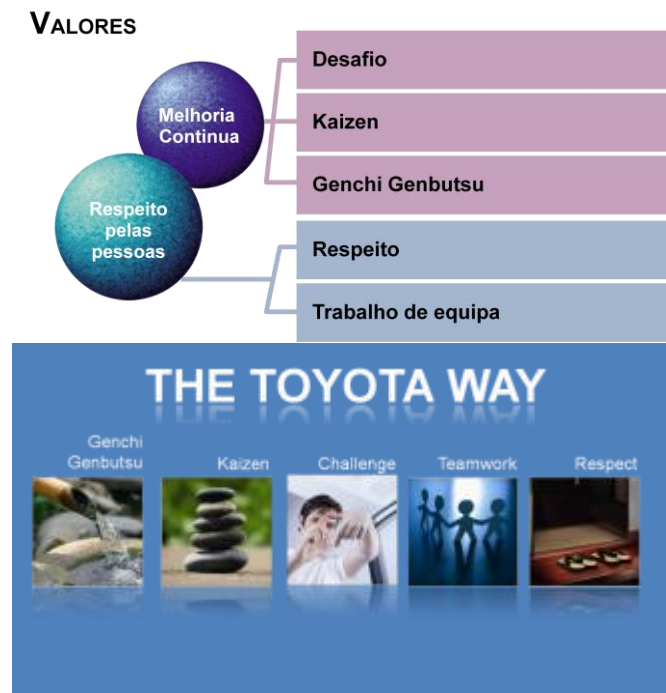 VALORES
Melhoria
Continua
Respeito
pelas
pessoas
Desafio
Kaizen
Genchi Genbutsu
Respeito
Trabalho de equipa
THE TOYOTA WAY
Genchi
Genbutsu
Kaizen
Challenge
Teamwork
Respect